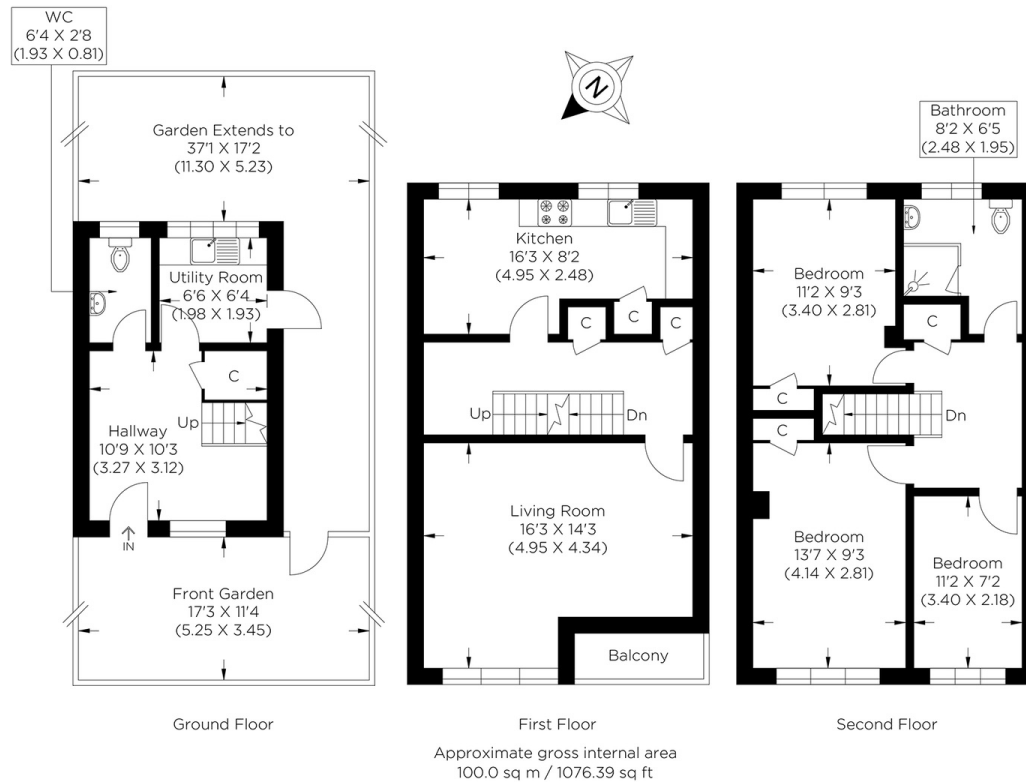 WC
6'4 X 2'8
(1.93 X 0.81)
Garden Extends to
37'1 X 17'2
(11.30 X 5.23)
Utility Room
6'6 X 6'4
(1.98 X 1.93)
C
Up
Hallway
10'9 X 10'3
(3.27 X 3.12)
IN
Front Garden
17'3 X 11'4
(5.25 X 3.45)
Ground Floor
N
Kitchen
16'3 X 8'2
(4.95 X 2.48)
C
C
C
Up
Dn
Living Room
16'3 X 14'3
(4.95 X 4.34)
Balcony
First Floor
Bathroom
8'2 X 6'5
(2.48 X 1.95)
Bedroom
11'2 X 9'3
(3.40 X 2.81)
C
C
C
Dn
Bedroom
13'7 X 9'3
(4.14 X 2.81)
Bedroom
11'2 X 7'2
(3.40 X 2.18)
Second Floor
Approximate gross internal area
100.0 sq m / 1076.39 sq ft